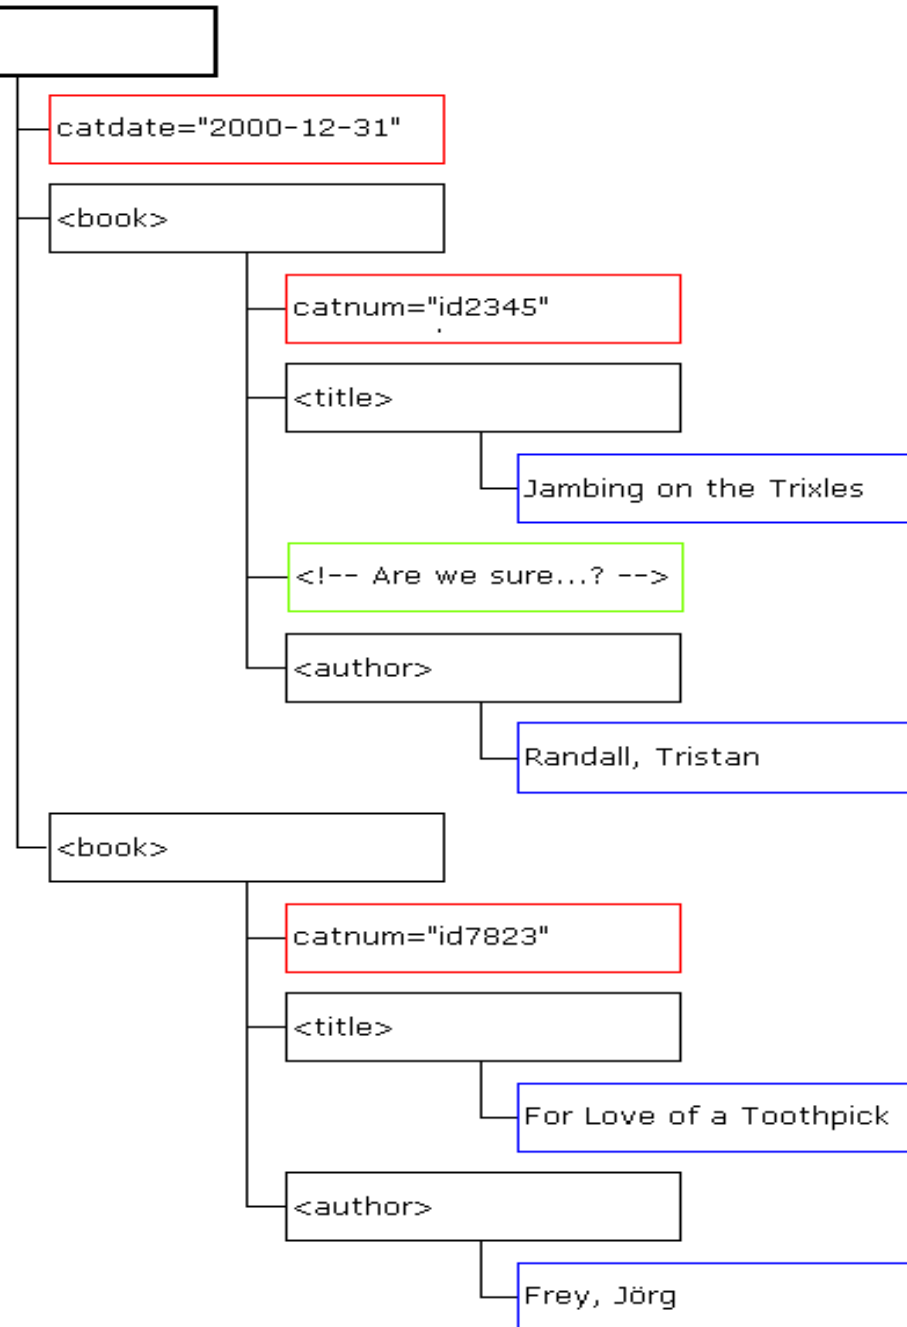 catdate="2000-12-31"
<book>
catnum="id2345"
<title>
Jambing on the Trixles
<!-- Are we sure...? -->
<author>
Randall, Tristan
<book>
catnum="id7823"
<title>
For Love of a Toothpick
<author>
Frey, Jörg